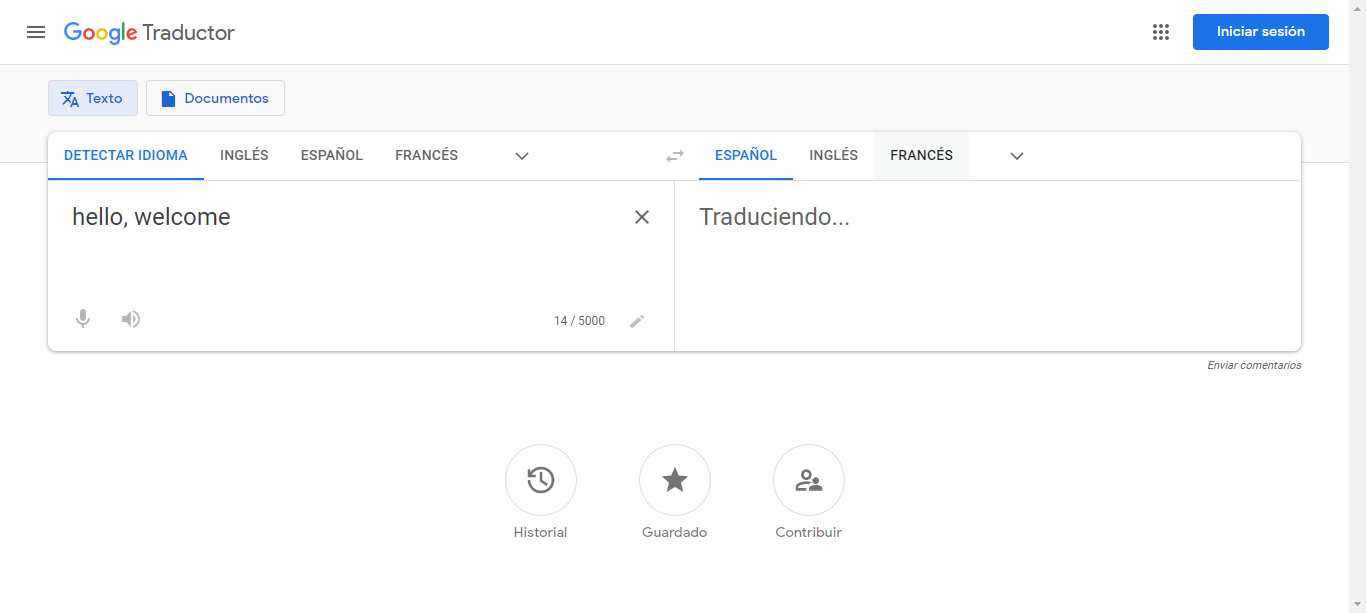 Google Traductor
Iniciar sesión
Texto Documentos
DETECTAR IDIOMA INGLÉS ESPAÑOL FRANCÉS ESPAÑOL INGLÉS FRANCÉS
hello, welcome Traduciendo...
14 / 5000
Enviar comentarios
Historial Guardado Contribuir